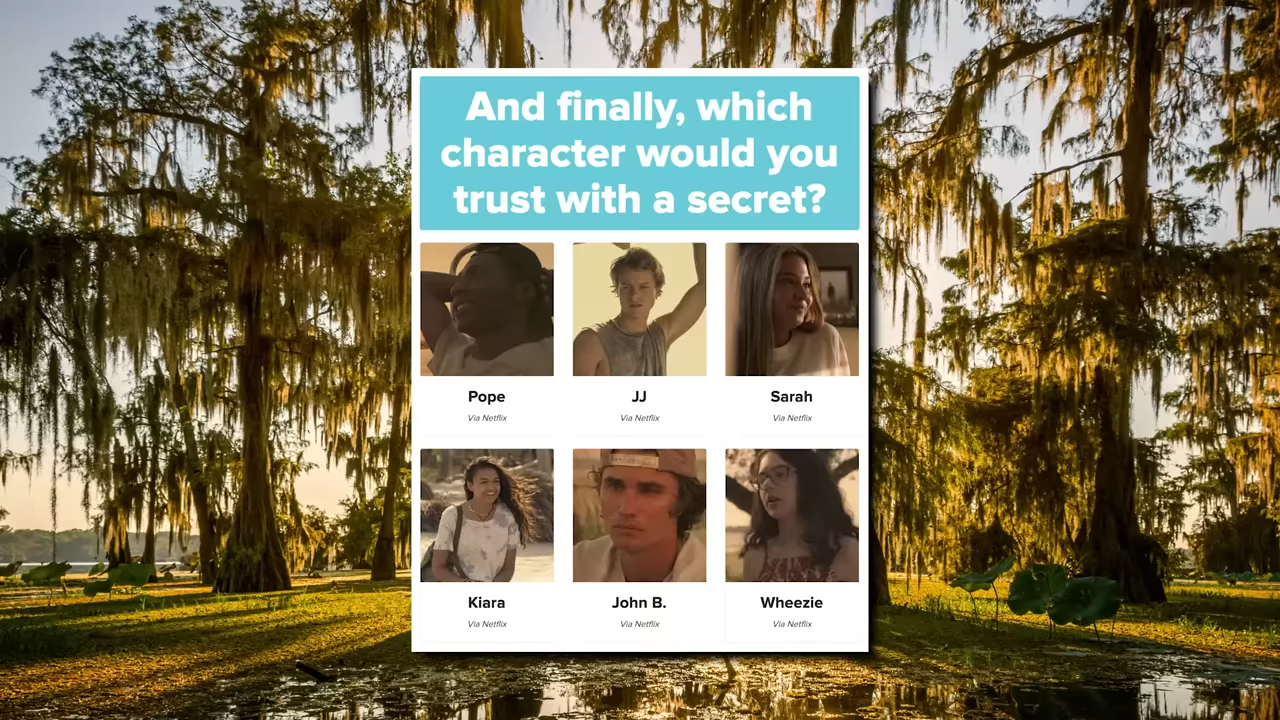 And finally, which
character would you
trust with a secret?
Pope
Via Netflix
JJ
Via Netflix
Sarah
Via Netflix
Kiara
Via Netflix
John B.
Via Netflix
Wheezie
Via Netflix